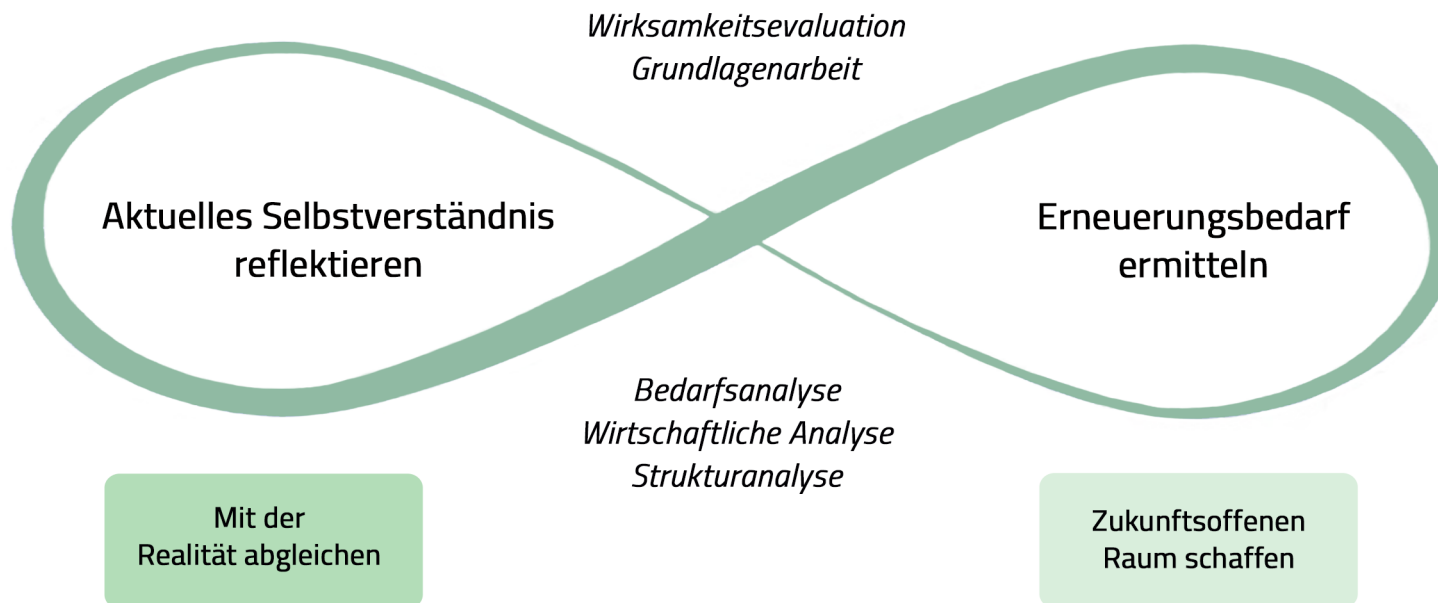 Wirksamkeitsevaluation
Grundlagenarbeit
Aktuelles Selbstverständnis
reflektieren
Erneuerungsbedarf
ermitteln
Bedarfsanalyse
Wirtschaftliche Analyse
Strukturanalyse
Mit der
Realität abgleichen
Zukunftsoffenen
Raum schaffen